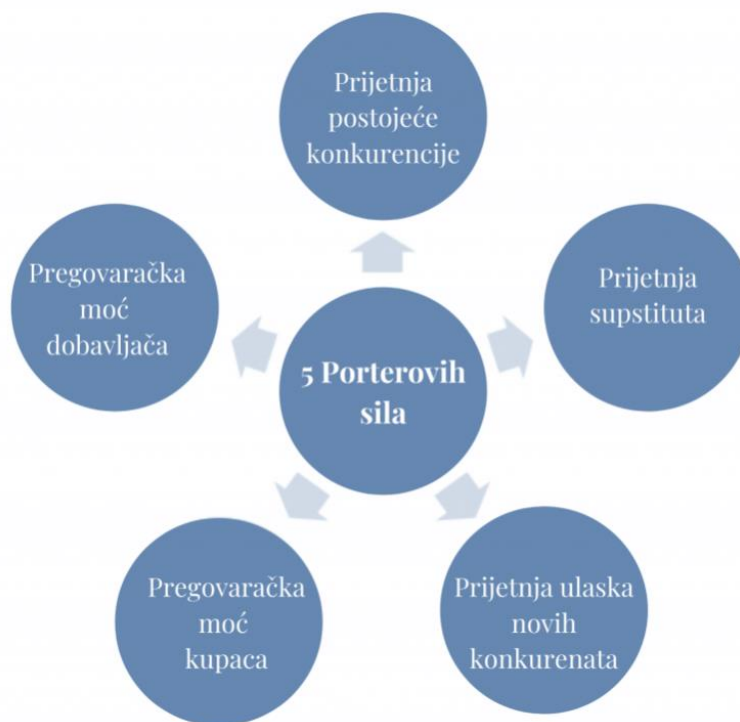 Prijetnja
postojeće
konkurencije
Pregovaračka
moć
dobavljača
Prijetnja
supstituta
5 Porterovih
sila
Pregovaračka
moć
kupaca
Prijetnja ulaska
novih
konkurenata